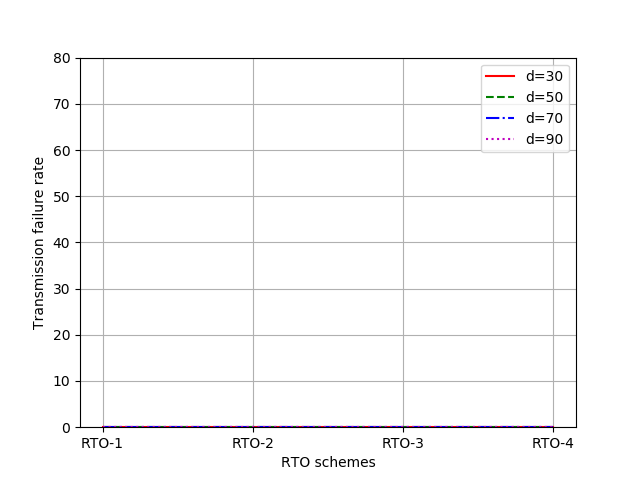 80
70
60
50
40
30
20
10
0
Transmission failure rate
d=30
d=50
d=70
d=90
RTO-1 RTO-2 RTO-3 RTO-4
RTO schemes